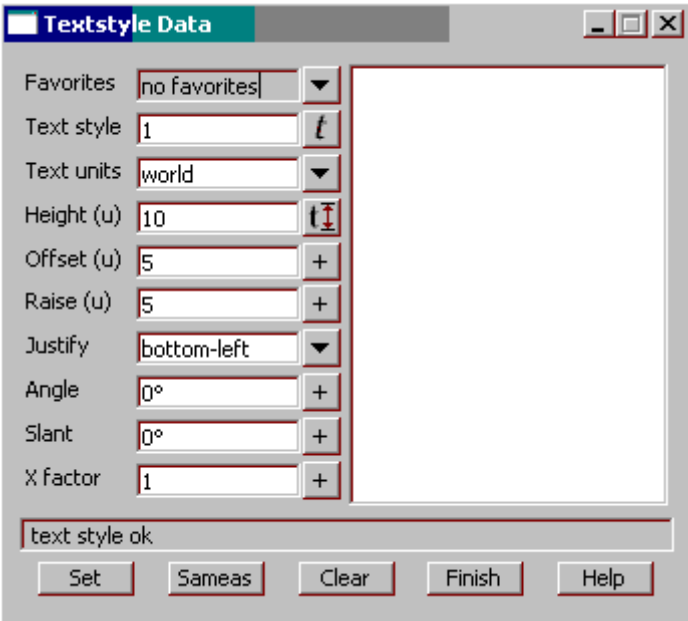 Textstyle Data
Favorites no favorites
Text style 1 t
Text units world
Height (u) 10 t
Offset (u) 5 +
Raise (u) 5 +
Justify bottom-left
Angle 0° +
Slant 0° +
X factor 1 +
text style ok
Set Sameas Clear Finish Help